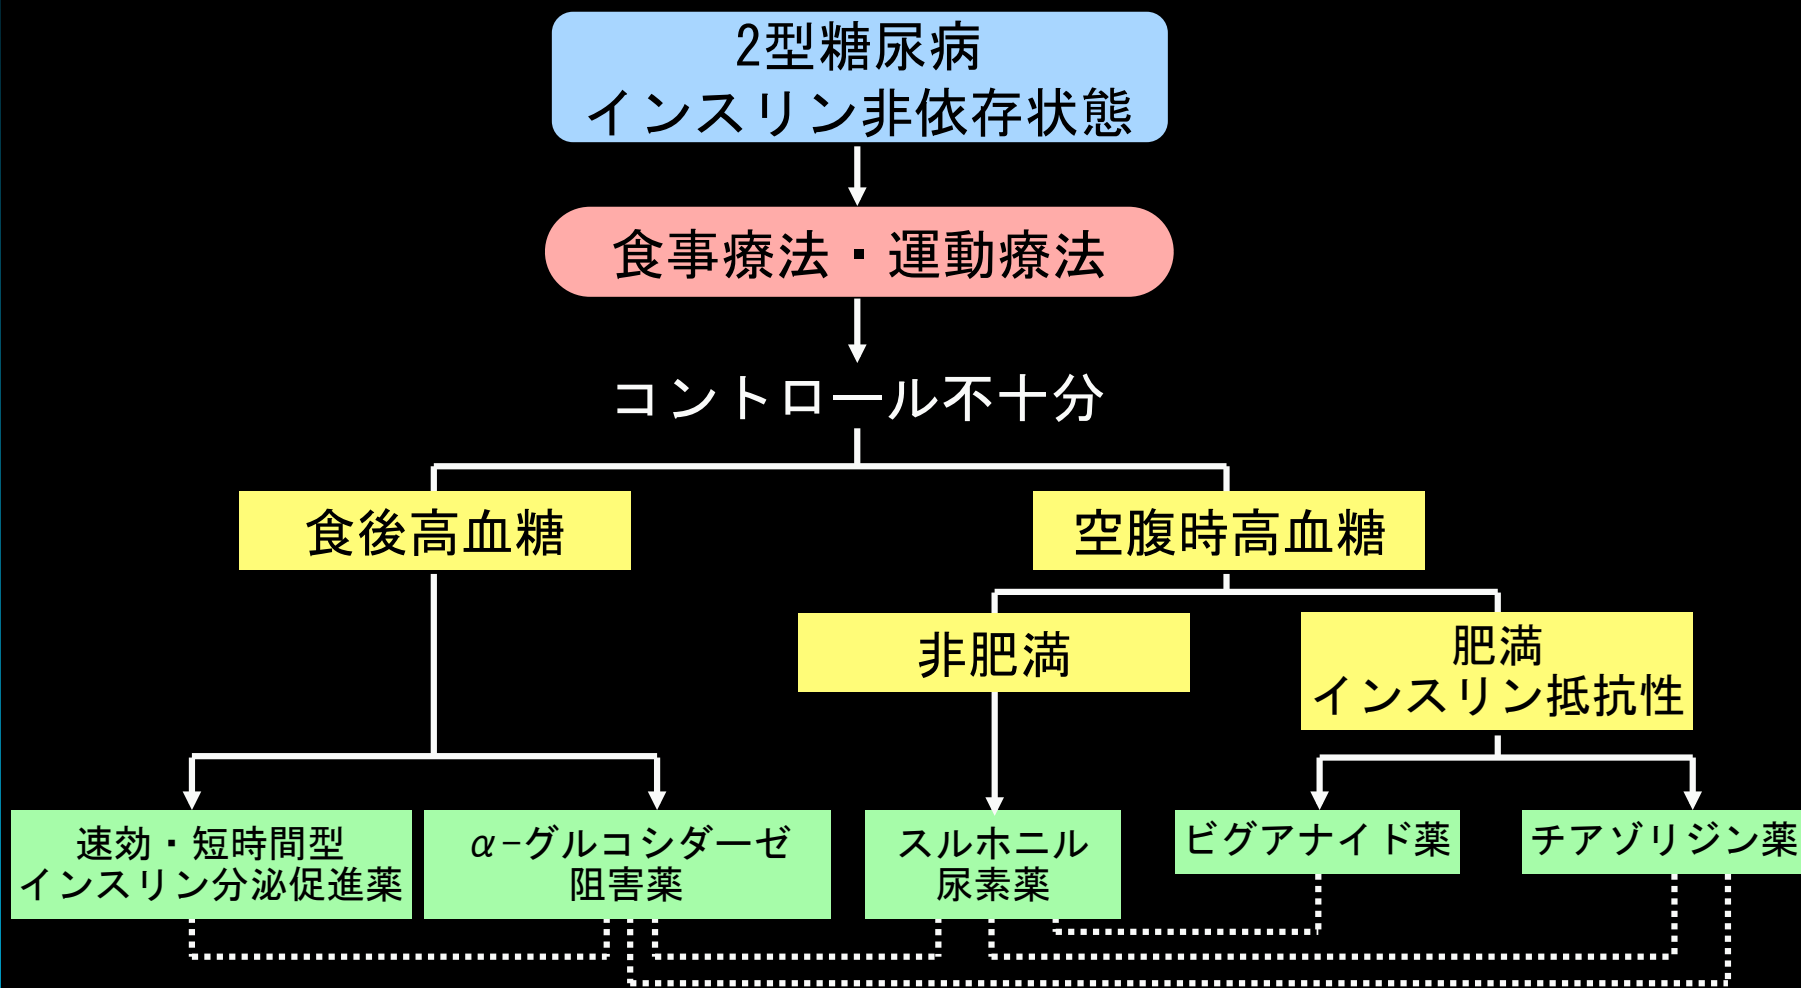 2型糖尿病
インスリン非依存状態
食事療法・運動療法
コントロール不十分
食後高血糖
空腹時高血糖
非肥満
肥満
インスリン抵抗性
速効・短時間型
インスリン分泌促進薬
α-グルコシダーゼ
阻害薬
スルホニル
尿素薬
ビグアナイド薬
チアゾリジン薬